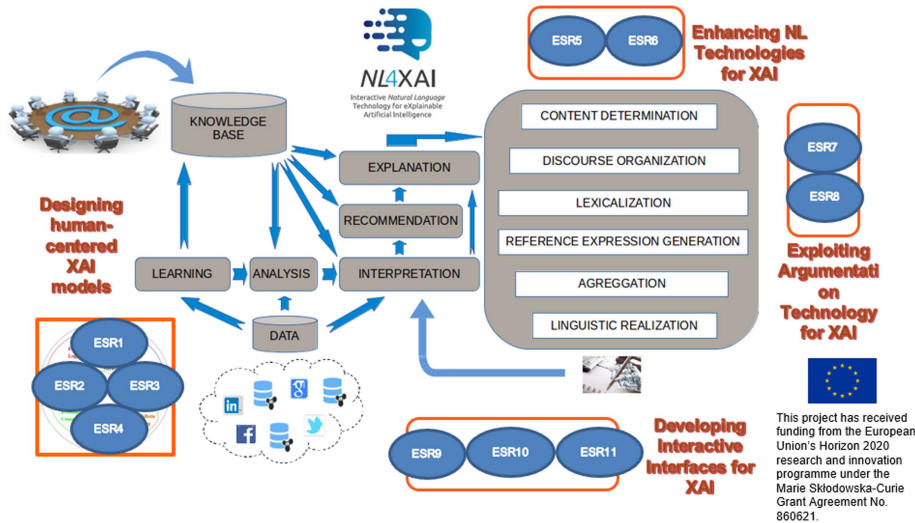 NL4XAI
Interactive Natural Language
Technology for eXplainable
Artificial Intelligence
ESR5
ESR6
Enhancing NL
Technologies
for XAI
KNOWLEDGE
BASE
EXPLANATION
RECOMMENDATION
LEARNING
ANALYSIS
INTERPRETATION
DATA
CONTENT DETERMINATION
DISCOURSE ORGANIZATION
LEXICALIZATION
REFERENCE EXPRESSION GENERATION
AGREGGATION
LINGUISTIC REALIZATION
ESR7
ESR8
Exploiting
Argumentati
on
Technology
for XAI
Designing
human-
centered
XAI
models
ESR1
ESR2
ESR3
ESR4
@
in
g
f
ESR9
ESR10
ESR11
Developing
Interactive
Interfaces for
XAI
This project has received
funding from the European
Union's Horizon 2020
research and innovation
programme under the
Marie Skłodowska-Curie
Grant Agreement No.
860621.